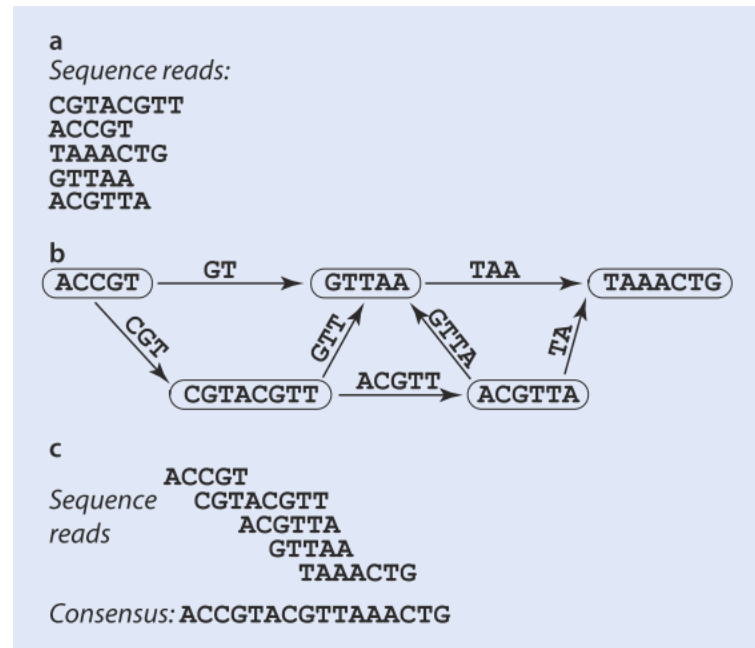 a
Sequence reads:
CGTACGTT
ACCGT
TAAACTG
GTTAA
ACGTTA
b
ACCGT GT GTTAA TAA TAAACTG
CGT GTT GTTA TA
CGTACGTT ACGTT ACGTTA
c
ACCGT
Sequence CGTACGTT
reads ACGTTA
GTTAA
TAAACTG
Consensus: ACCGTACGTTAAACTG